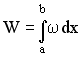 W = ∫ₐᵇ ω dx